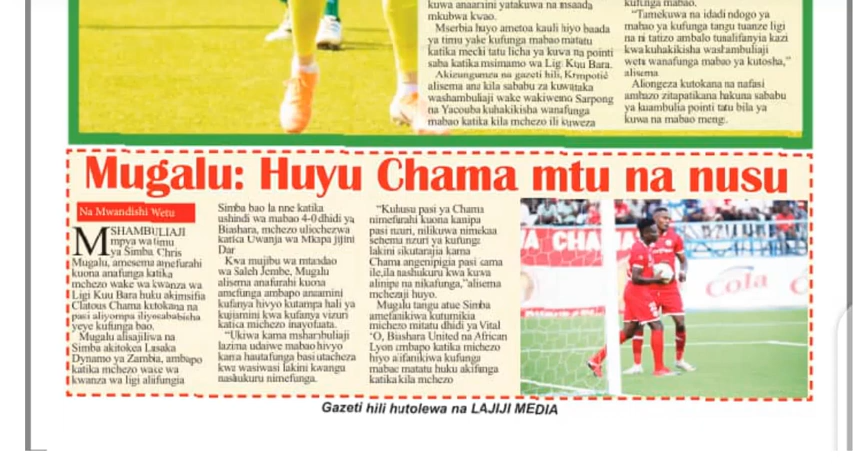 kuwa anaamini yatakuwa na msaada
mkubwa kwao.
Mserbia huyo ametoa kauli hiyo baada
ya timu yake kufunga mabao matatu
katika mechi tatu licha ya kuwa na pointi
saba katika msimamo wa Ligi Kuu Bara.
Akizungumza na gazeti hili, Krmpotić
alisema ana kila sababu za kuwataka
washambuliaji wake wakiwemo Sarpong
na Yacouba kuhakikisha wanafunga
mabao katika kila mchezo ili kuweza
kufunga mabao.
"Tumekuwa na idadi ndogo ya
mabao ya kufunga tangu tuanze ligi
na ni tatizo ambalo tunalifanyia kazi
kwa kuhakikisha washambuliaji
wetu wanafunga mabao ya kutosha,"
alisema
Aliongeza kutokana na nafasi
ambazo zitapatikana hakuna sababu
ya kuambulia pointi tatu bila ya
kuwa na mabao mengi.
Mugalu: Huyu Chama mtu na nusu
Na Mwandishi Wetu
MSHAMBULIAJI
mpya wa timu
ya Simba Chris
Mugalu, amesema amefurahi
kuona anafunga katika
mchezo wake wa kwanza wa
Ligi Kuu Bara huku akimsifia
Clatous Chama kutokana na
pasi aliyompa iliyosababisha
yeye kufunga bao.
Mugalu alisajiliwa na
Simba akitokea Lusaka
Dynamo ya Zambia, ambapo
katika mchezo wake wa
kwanza wa ligi aliifungia
Simba bao la nne katika
ushindi wa mabao 4-0 dhidi ya
Biashara, mchezo uliochezwa
katika Uwanja wa Mkapa jijini
Dar
Kwa mujibu wa mtandao
wa Saleh Jembe, Mugalu
alisema anafurahi kuona
amefunga ambapo anaamini
kufanya hivyo kutampa hali ya
kujiamini kwa kufanya vizuri
katika michezo inayofuata.
"Ukiwa kama mshambuliaji
lazima udaiwe mabao hivyo
kama hautafunga basi utacheza
kwa wasiwasi lakini kwangu
nashukuru nimefunga.
"Kuhusu pasi ya Chama
nimefurahi kuona kanipa
pasi nzuri, nilikuwa nimekaa
sehemu nzuri ya kufunga
lakini sikutarajia kama
Chama angenipigia pasi kama
ile,ila nashukuru kwa kuwa
alinipa na nikafunga,"alisema
mchezaji huyo.
Mugalu tangu atue Simba
amefanikiwa kutumikia
michezo mitatu dhidi ya Vital
'O, Biashara United na African
Lyon ambapo katika michezo
hiyo alifanikiwa kufunga
mabao matatu huku akifunga
katika kila mchezo
CHAMA
Cola
Gazeti hili hutolewa na LAJIJI MEDIA